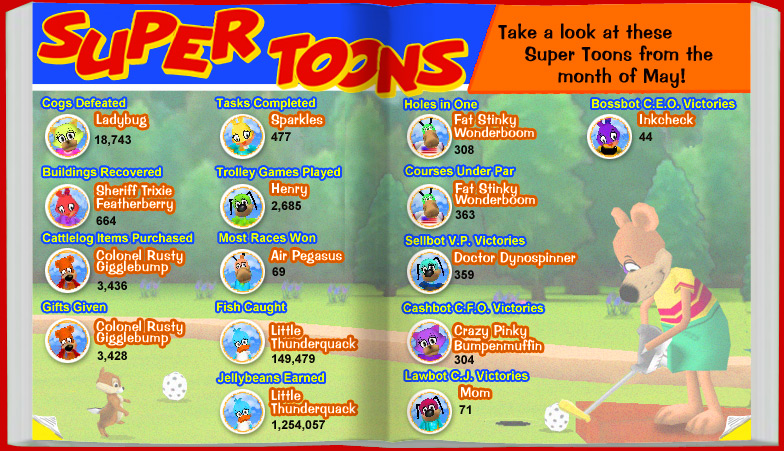 SUPER TOONS
Take a look at these
Super Toons from the
month of May!
Cogs Defeated
Ladybug
18,743
Buildings Recovered
Sheriff Trixie
Featherberry
664
Cattlelog Items Purchased
Colonel Rusty
Gigglebump
3,436
Gifts Given
Colonel Rusty
Gigglebump
3,428
Tasks Completed
Sparkles
477
Trolley Games Played
Henry
2,685
Most Races Won
Air Pegasus
69
Fish Caught
Little
Thunderquack
149,479
Jellybeans Earned
Little
Thunderquack
1,254,057
Holes in One
Fat Stinky
Wonderboom
308
Courses Under Par
Fat Stinky
Wonderboom
363
Sellbot V.P. Victories
Doctor Dynospinner
359
Cashbot C.F.O. Victories
Crazy Pinky
Bumpenmuffin
304
Lawbot C.J. Victories
Mom
71
Bossbot C.E.O. Victories
Inkcheck
44